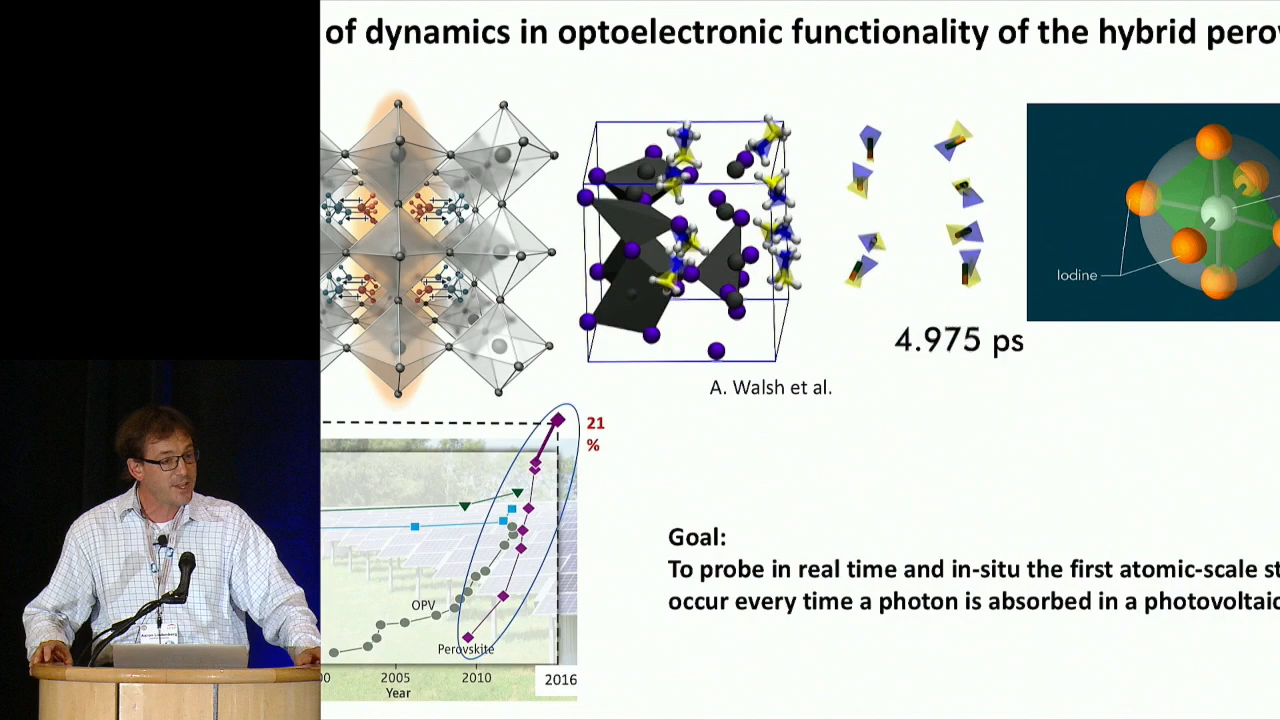 of dynamics in optoelectronic functionality of the hybrid perov
Iodine
4.975 ps
A. Walsh et al.
21
%
OPV
Perovskite
2005
2010
2016
Year
Goal:
To probe in real time and in-situ the first atomic-scale st
occur every time a photon is absorbed in a photovoltaic
Aaron Lindenberg